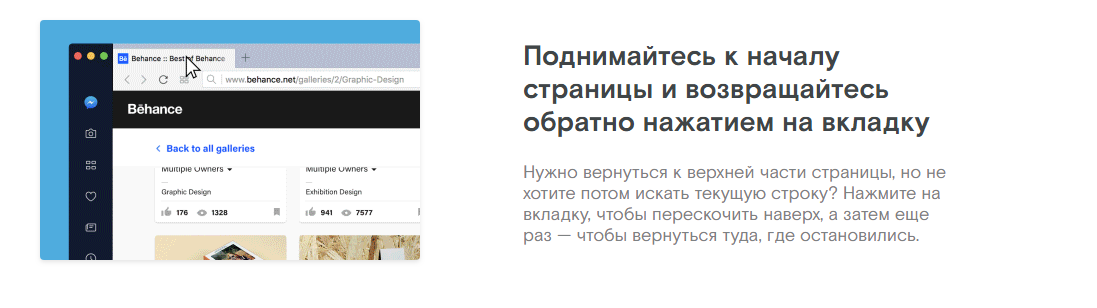 Behance :: Best of Behance
www.behance.net/galleries/2/Graphic-Design
Bēhance
Back to all galleries
Multiple Owners
Multiple Owners
Graphic Design
Exhibition Design
176 1328
941 7577
Поднимайтесь к началу
страницы и возвращайтесь
обратно нажатием на вкладку
Нужно вернуться к верхней части страницы, но не
хотите потом искать текущую строку? Нажмите на
вкладку, чтобы перескочить наверх, а затем еще
раз — чтобы вернуться туда, где остановились.